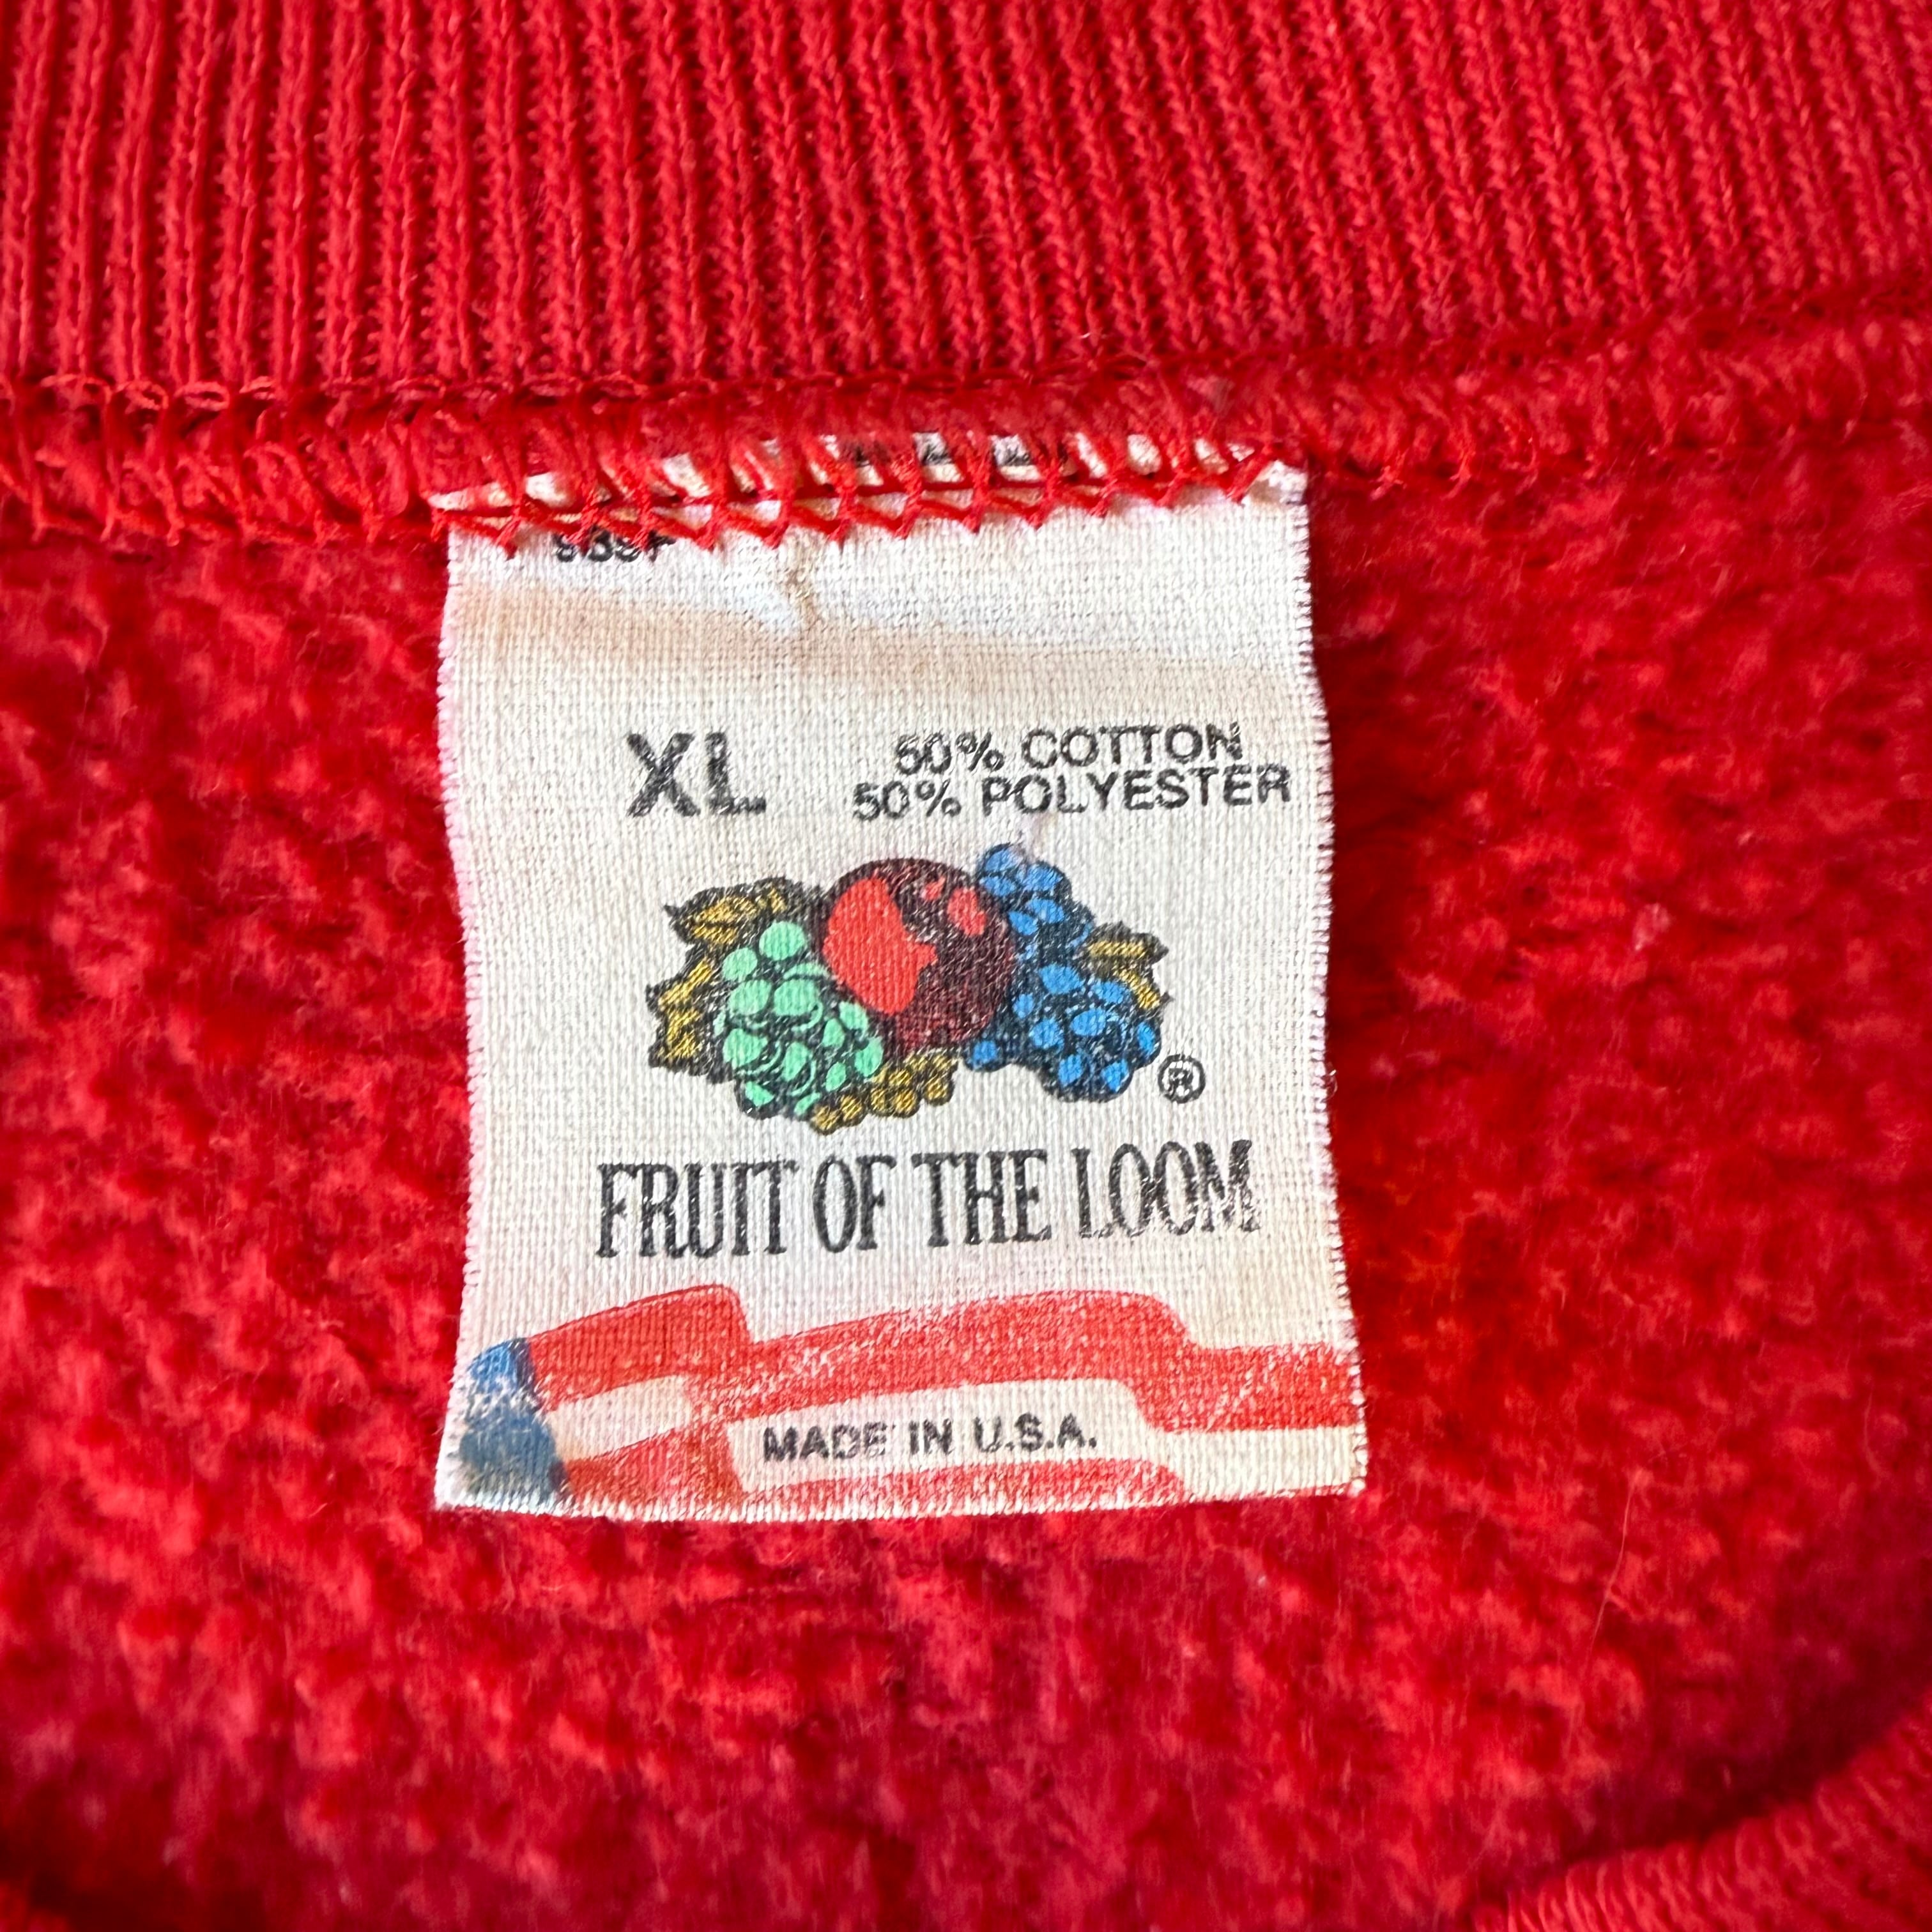 XL
50% COTTON
50% POLYESTER
®
FRUIT OF THE LOOM
MADE IN U.S.A.